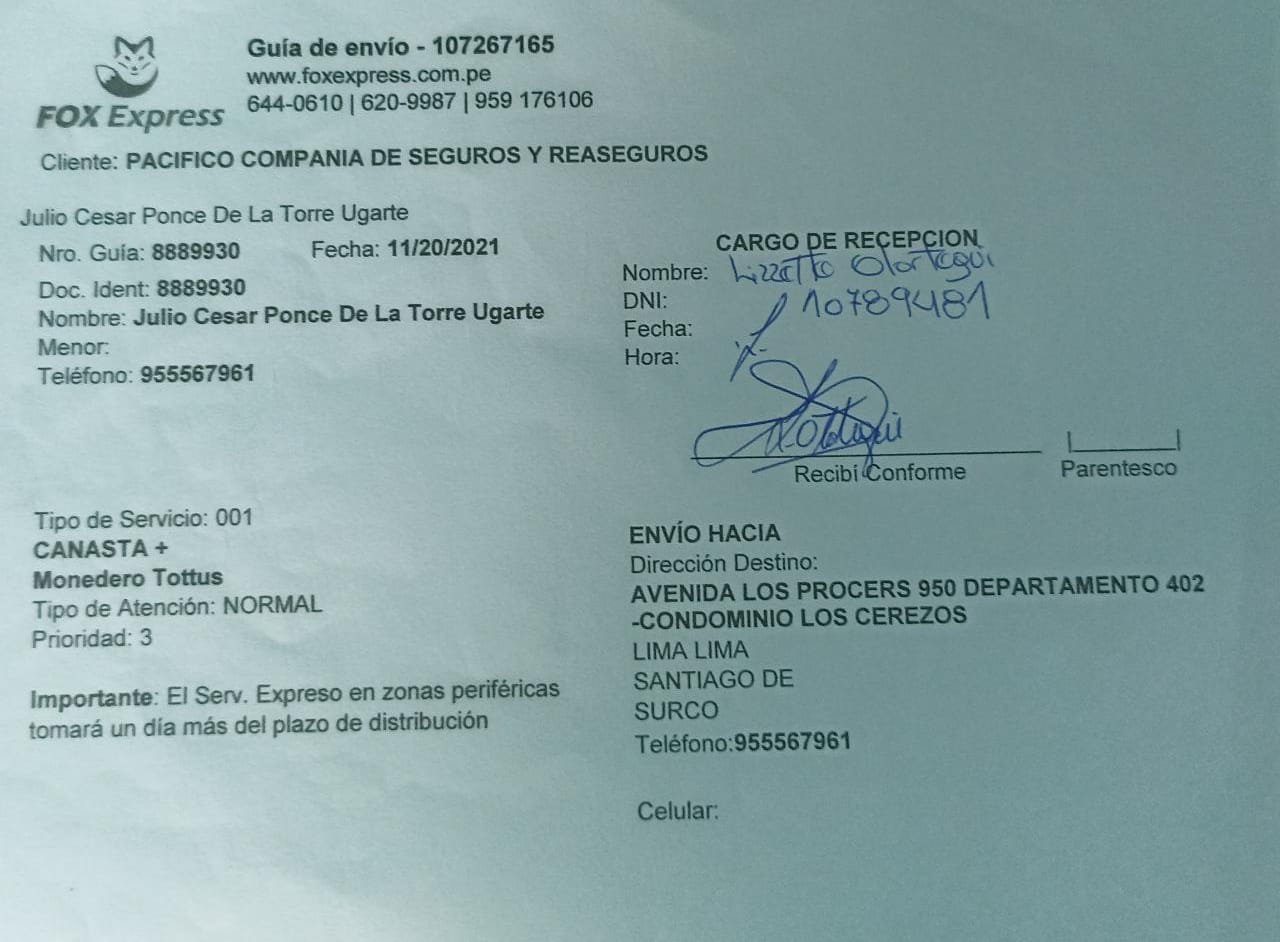 FOX Express
Guía de envío - 107267165
www.foxexpress.com.pe
644-0610 | 620-9987 | 959 176106
Cliente: PACIFICO COMPANIA DE SEGUROS Y REASEGUROS
Julio Cesar Ponce De La Torre Ugarte
Nro. Guía: 8889930 Fecha: 11/20/2021
Doc. Ident: 8889930
Nombre: Julio Cesar Ponce De La Torre Ugarte
Menor:
Teléfono: 955567961
CARGO DE RECEPCION
Nombre: Lizzette Olortegui
DNI: 10789481
Fecha:
Hora:
Recibí Conforme
Parentesco
Tipo de Servicio: 001
CANASTA +
Monedero Tottus
Tipo de Atención: NORMAL
Prioridad: 3
Importante: El Serv. Expreso en zonas periféricas
tomará un día más del plazo de distribución
ENVÍO HACIA
Dirección Destino:
AVENIDA LOS PROCERS 950 DEPARTAMENTO 402
-CONDOMINIO LOS CEREZOS
LIMA LIMA
SANTIAGO DE
SURCO
Teléfono:955567961
Celular: